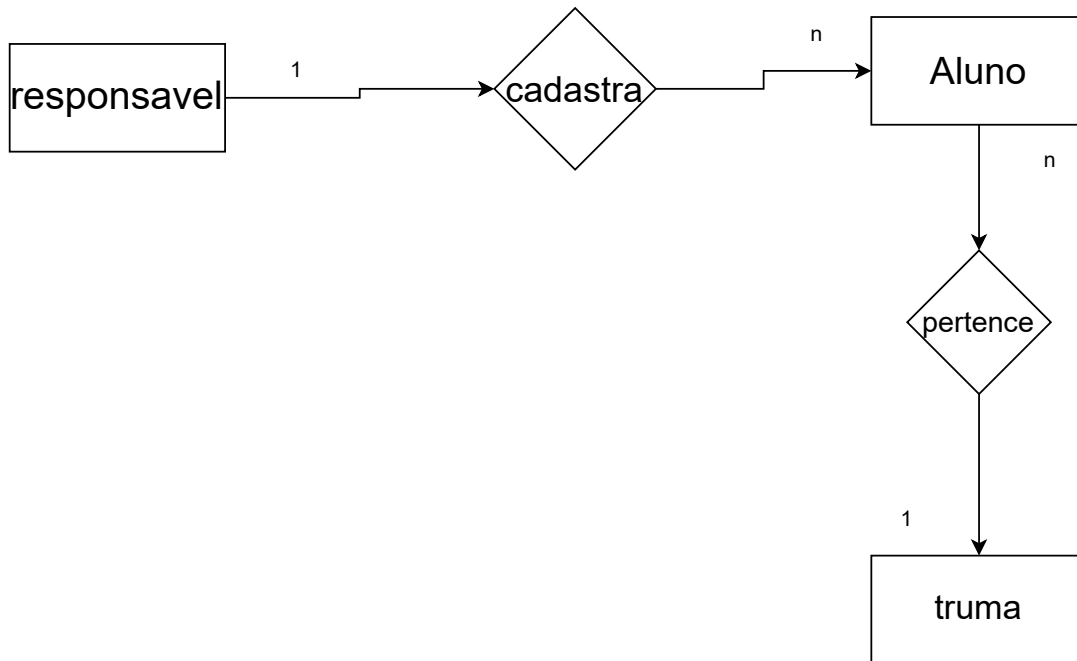 responsavel
1
cadastra
n
Aluno
n
pertence
1
truma